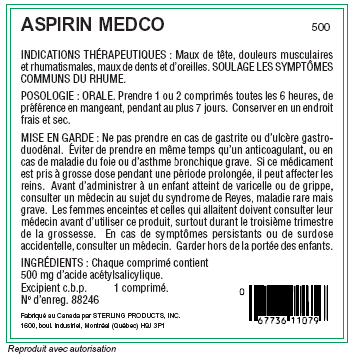 ASPIRIN MEDCO 500
INDICATIONS THÉRAPEUTIQUES : Maux de tête, douleurs musculaires
et rhumatismales, maux de dents et d'oreilles. SOULAGE LES SYMPTÔMES
COMMUNS DU RHUME.
POSOLOGIE : ORALE. Prendre 1 ou 2 comprimés toutes les 6 heures, de
préférence en mangeant, pendant au plus 7 jours. Conserver en un endroit
frais et sec.
MISE EN GARDE : Ne pas prendre en cas de gastrite ou d'ulcère gastro-
duodénal. Éviter de prendre en même temps qu'un anticoagulant, ou en
cas de maladie du foie ou d'asthme bronchique grave. Si ce médicament
est pris à grosse dose pendant une période prolongée, il peut affecter les
reins. Avant d'administrer à un enfant atteint de varicelle ou de grippe,
consulter un médecin au sujet du syndrome de Reyes, maladie rare mais
grave. Les femmes enceintes et celles qui allaitent doivent consulter leur
médecin avant d'utiliser ce produit, surtout durant le troisième trimestre
de la grossesse. En cas de symptômes persistants ou de surdose
accidentelle, consulter un médecin. Garder hors de la portée des enfants.
INGRÉDIENTS : Chaque comprimé contient
500 mg d'acide acétylsalicylique.
Excipient c.b.p. 1 comprimé.
N° d'enreg. 88246
Fabriqué au Canada par STERLING PRODUCTS, INC.
1600, boul. Industriel, Montréal (Québec) H9J 3P1
0 67736 11079
Reproduit avec autorisation